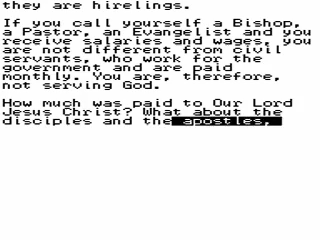 they are hirelings.
If you call yourself a Bishop,
a Pastor, an Evangelist and you
receive salaries and wages, you
are not different from civil
servants, who work for the
government and are paid
monthly. You are, therefore,
not serving God.
How much was paid to Our Lord
Jesus Christ? What about the
disciples and the apostles,